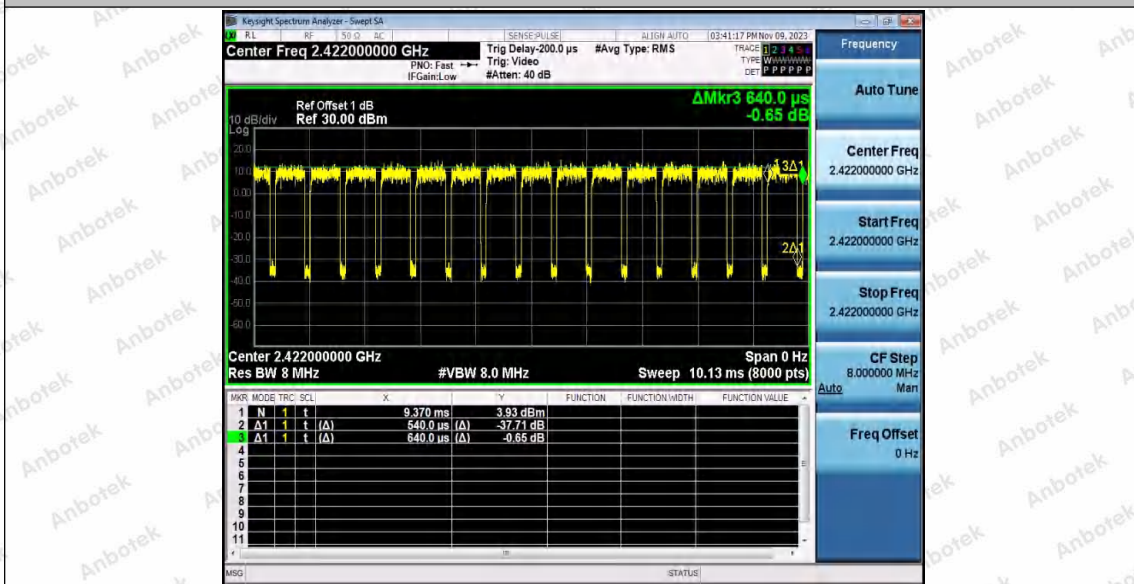 Keysight Spectrum Analyzer - Swept SA
RL RF 50 Ω AC SENSE:PULSE ALIGN AUTO 03:41:17 PM Nov 09, 2023
Center Freq 2.422000000 GHz
Trig Delay-200.0 µs #Avg Type: RMS TRACE 1 2 3 4 5 6
PNO: Fast Trig: Video TYPE W
IFGain:Low #Atten: 40 dB DET P P P P P P
ΔMkr3 640.0 µs
-0.65 dB
Ref Offset 1 dB
10 dB/div Ref 30.00 dBm
Log
20.0
10.0
0.00
-10.0
-20.0
-30.0
-40.0
-50.0
-60.0
1
3Δ1
2Δ1
Center 2.422000000 GHz Span 0 Hz
Res BW 8 MHz #VBW 8.0 MHz Sweep 10.13 ms (8000 pts)
MKR MODE TRC SCL X Y FUNCTION FUNCTION WIDTH FUNCTION VALUE
1 N 1 t 9.370 ms 3.93 dBm
2 Δ1 1 t (Δ) 540.0 µs (Δ) -37.71 dB
3 Δ1 1 t (Δ) 640.0 µs (Δ) -0.65 dB
4
5
6
7
8
9
10
11
MSG STATUS
Frequency
Auto Tune
Center Freq
2.422000000 GHz
Start Freq
2.422000000 GHz
Stop Freq
2.422000000 GHz
CF Step
8.000000 MHz
Auto Man
Freq Offset
0 Hz
Anbotek